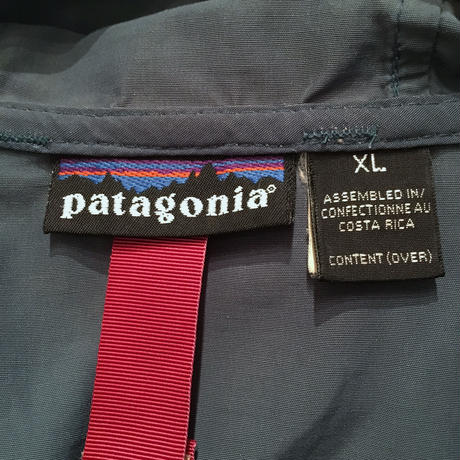 patagonia®
XL
ASSEMBLED IN/
CONFECTIONNE AU
COSTA RICA
CONTENT (OVER)